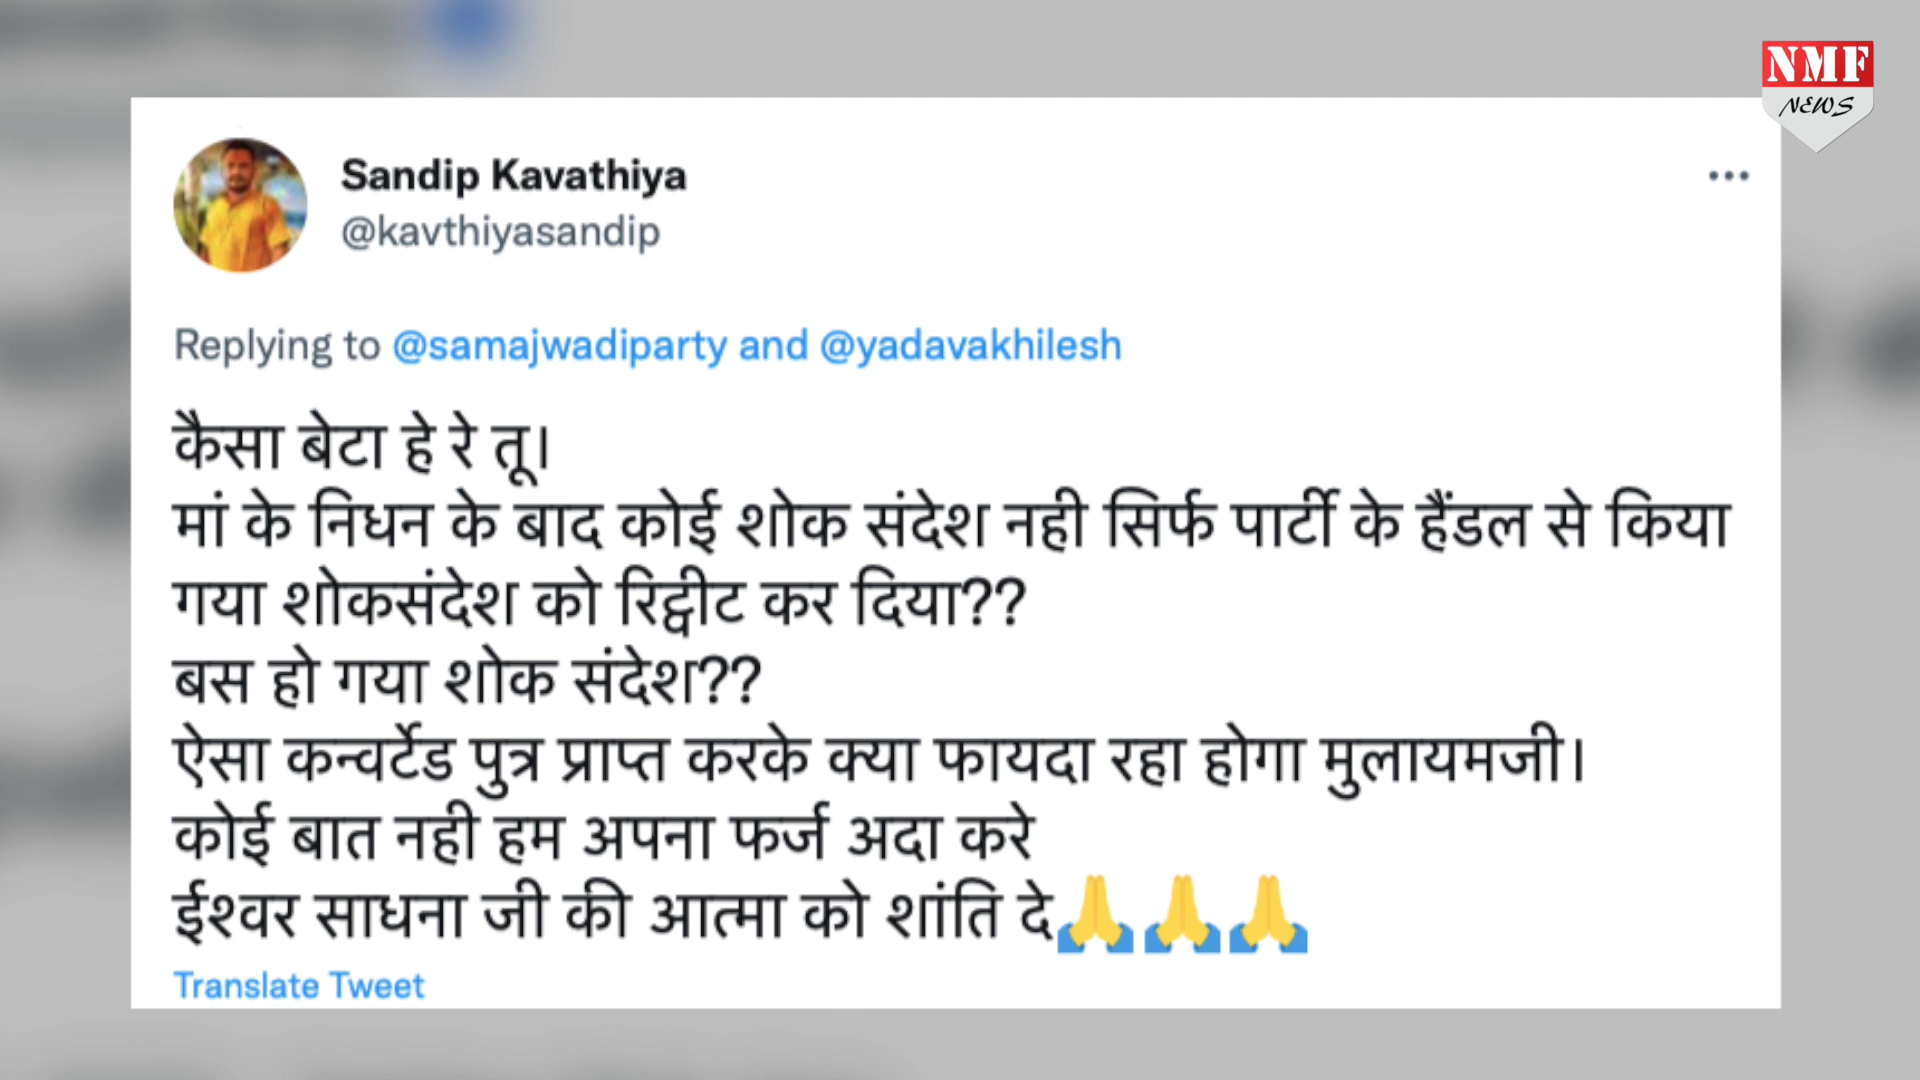 NMF
NEWS
Sandip Kavathiya
@kavthiyasandip
Replying to @samajwadiparty and @yadavakhilesh
कैसा बेटा हे रे तू।
मां के निधन के बाद कोई शोक संदेश नही सिर्फ पार्टी के हैंडल से किया
गया शोकसंदेश को रिट्वीट कर दिया??
बस हो गया शोक संदेश??
ऐसा कन्वर्टेड पुत्र प्राप्त करके क्या फायदा रहा होगा मुलायमजी।
कोई बात नही हम अपना फर्ज अदा करे
ईश्वर साधना जी की आत्मा को शांति दे🙏🙏🙏
Translate Tweet